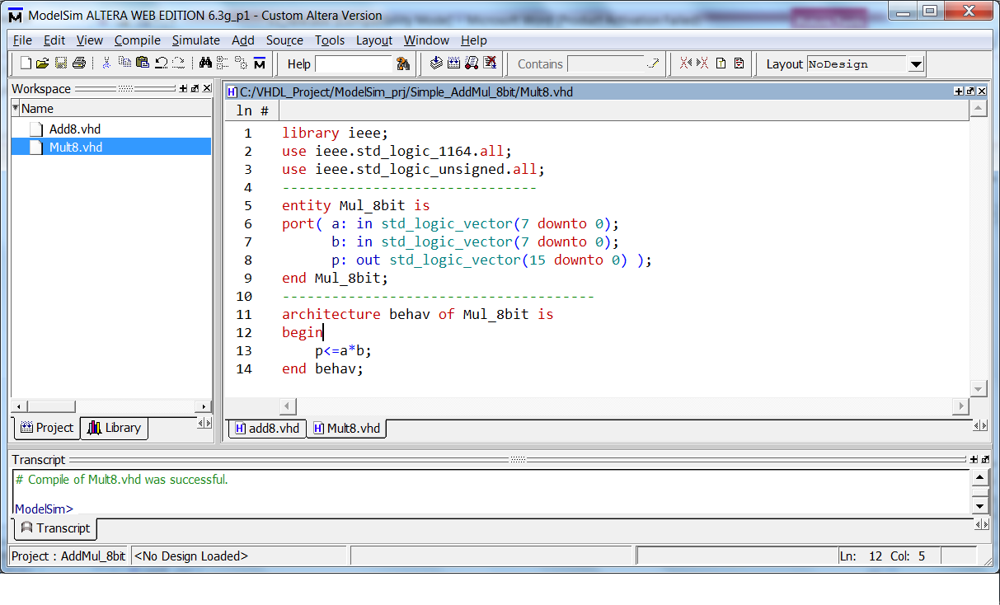 ModelSim ALTERA WEB EDITION 6.3g_p1 - Custom Altera Version
File Edit View Compile Simulate Add Source Tools Layout Window Help
Help Contains Layout NoDesign
Workspace
Name
Add8.vhd
Mult8.vhd
Project Library
C:/VHDL_Project/ModelSim_prj/Simple_AddMul_8bit/Mult8.vhd
ln #
1 library ieee;
2 use ieee.std_logic_1164.all;
3 use ieee.std_logic_unsigned.all;
4 -------------------------------
5 entity Mul_8bit is
6 port( a: in std_logic_vector(7 downto 0);
7 b: in std_logic_vector(7 downto 0);
8 p: out std_logic_vector(15 downto 0) );
9 end Mul_8bit;
10 --------------------------------------
11 architecture behav of Mul_8bit is
12 begin
13 p<=a*b;
14 end behav;
add8.vhd Mult8.vhd
Transcript
# Compile of Mult8.vhd was successful.
ModelSim>
Transcript
Project : AddMul_8bit <No Design Loaded> Ln: 12 Col: 5